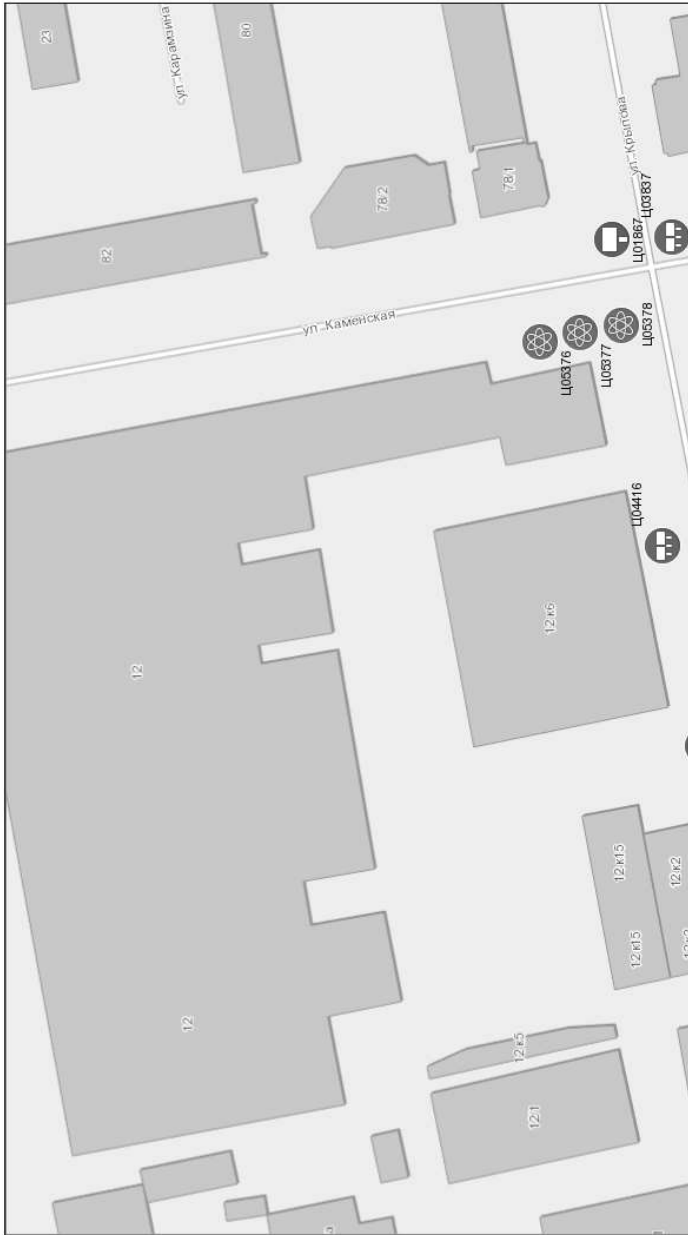 23
ул. Карамзина
80
82
78/2
78/1
ул. Крылова
Ц01867
Ц03837
ул. Каменская
Ц05376
Ц05377
Ц05378
Ц04416
12
12 к6
12
12 к15
12 к15
12 к2
12 к5
12/1